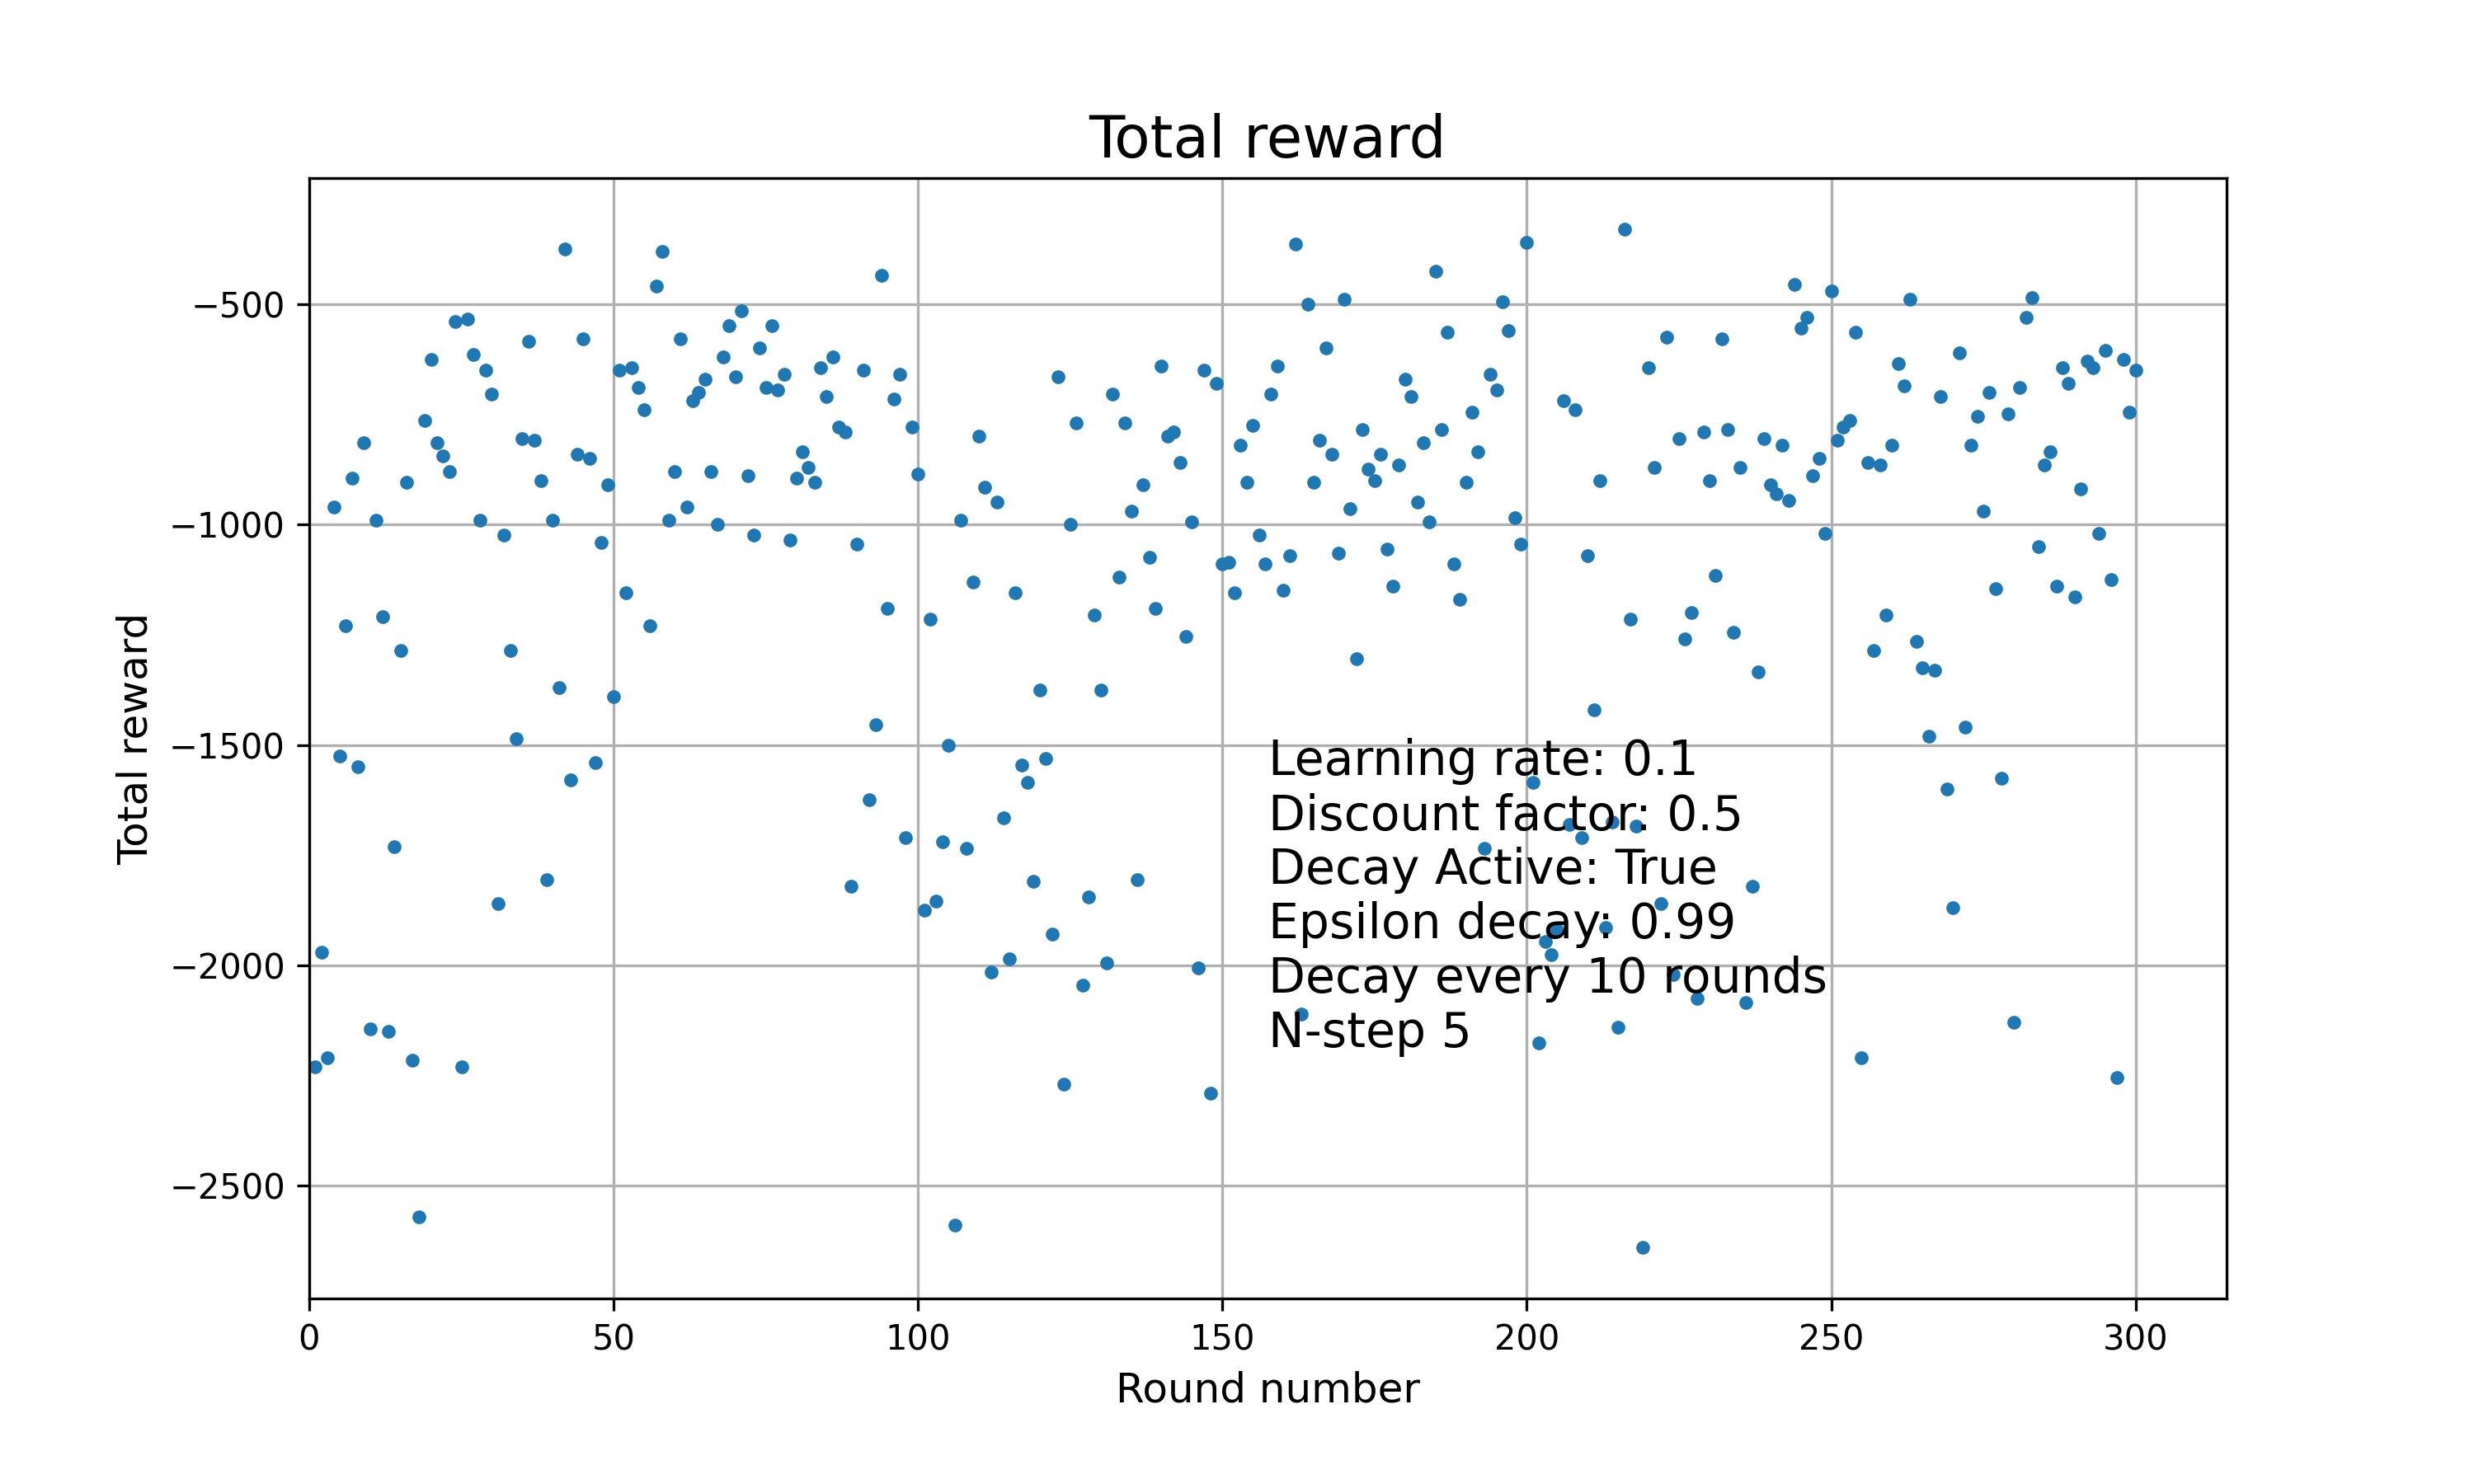 Total reward
Total reward
−500
−1000
−1500
−2000
−2500
Learning rate: 0.1
Discount factor: 0.5
Decay Active: True
Epsilon decay: 0.99
Decay every 10 rounds
N-step 5
0 50 100 150 200 250 300
Round number